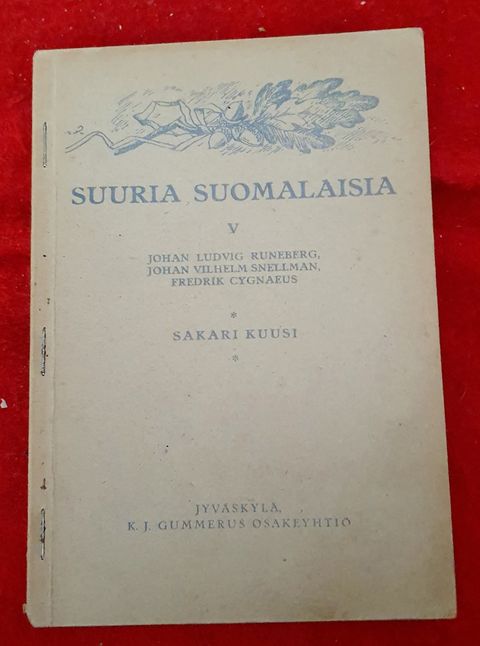 SUURIA SUOMALAISIA
V
JOHAN LUDVIG RUNEBERG,
JOHAN VILHELM SNELLMAN,
FREDRIK CYGNAEUS
*
SAKARI KUUSI
*
JYVÄSKYLÄ,
K. J. GUMMERUS OSAKEYHTIÖ